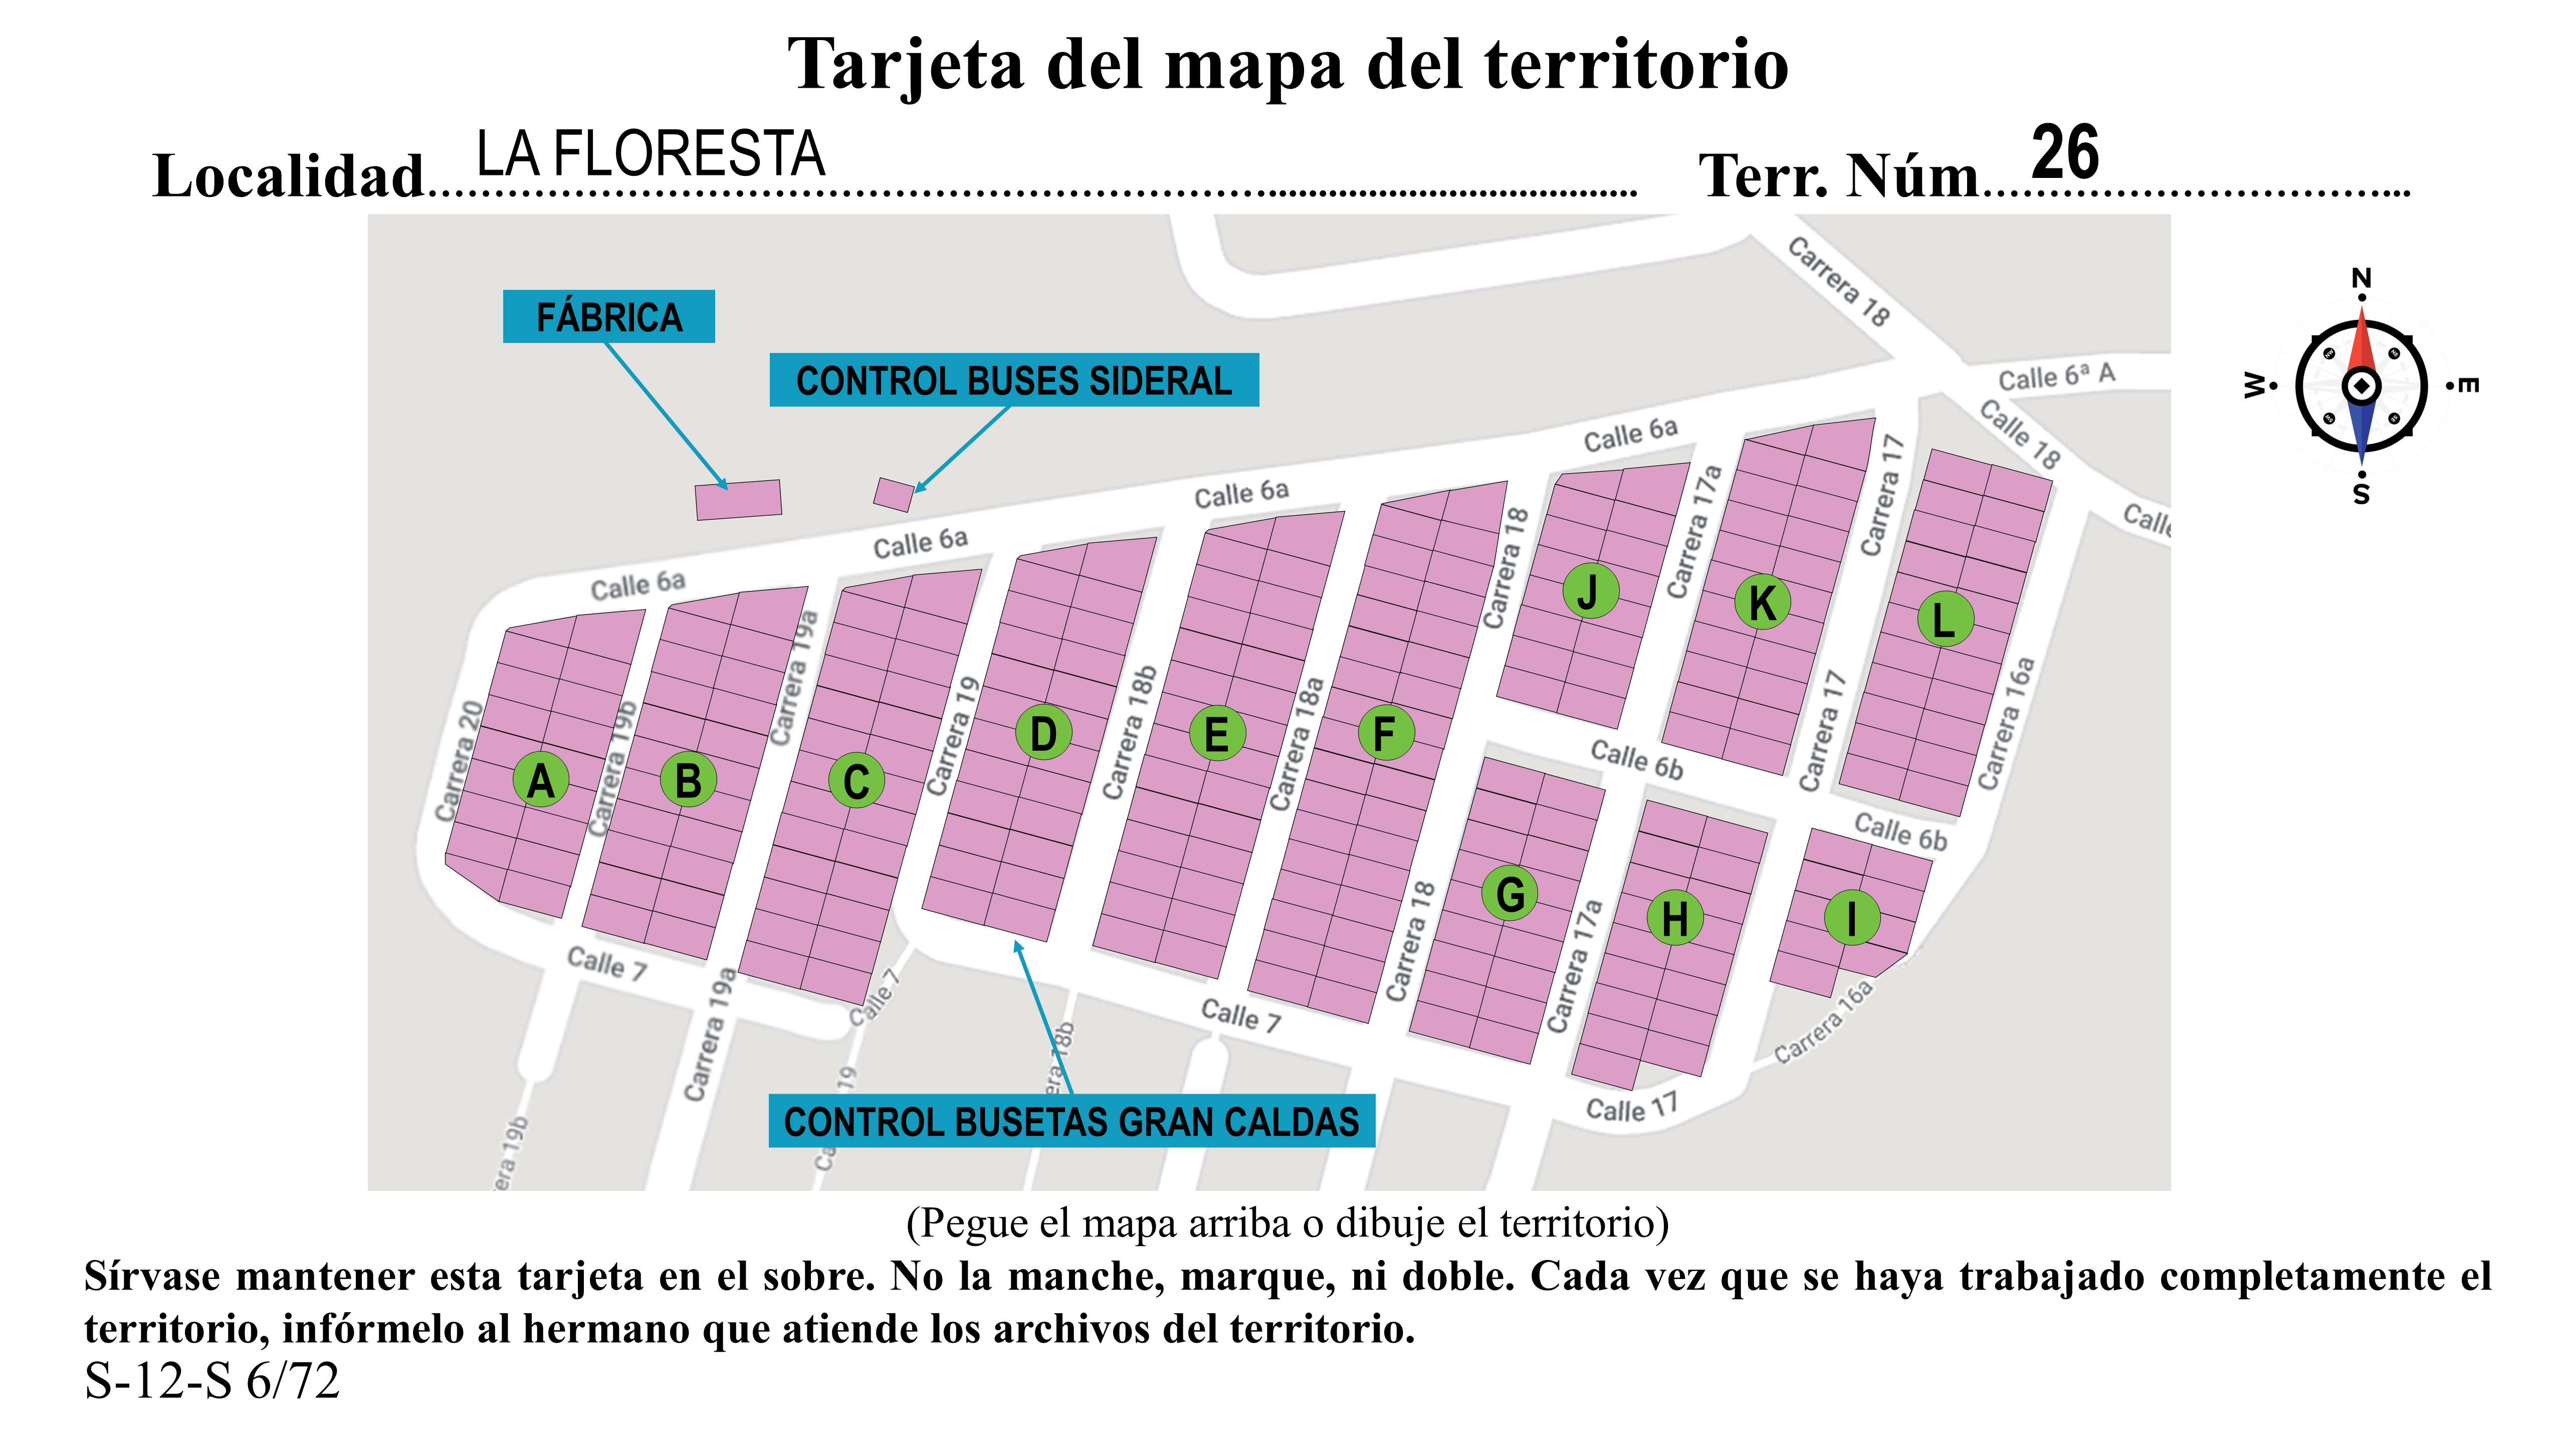 Tarjeta del mapa del territorio
Localidad LA FLORESTA Terr. Núm 26
Carrera 18
N
W
E
S
FÁBRICA
CONTROL BUSES SIDERAL
Calle 6ª A
Calle 18
Calle 6a
Calle 6a
Calle 6a
Calle 6a
Carrera 17a
Carrera 17
Carrera 18
Carrera 20
Carrera 19b
Carrera 19a
Carrera 19
Carrera 18b
Carrera 18a
Carrera 17
Carrera 16a
A
B
C
D
E
F
J
K
L
Calle 6b
Calle 6b
G
H
I
Carrera 18
Carrera 17a
Carrera 16a
Calle 7
Carrera 19a
Calle 7
Calle 7
Calle 17
CONTROL BUSETAS GRAN CALDAS
(Pegue el mapa arriba o dibuje el territorio)
Sírvase mantener esta tarjeta en el sobre. No la manche, marque, ni doble. Cada vez que se haya trabajado completamente el
territorio, infórmelo al hermano que atiende los archivos del territorio.
S-12-S 6/72